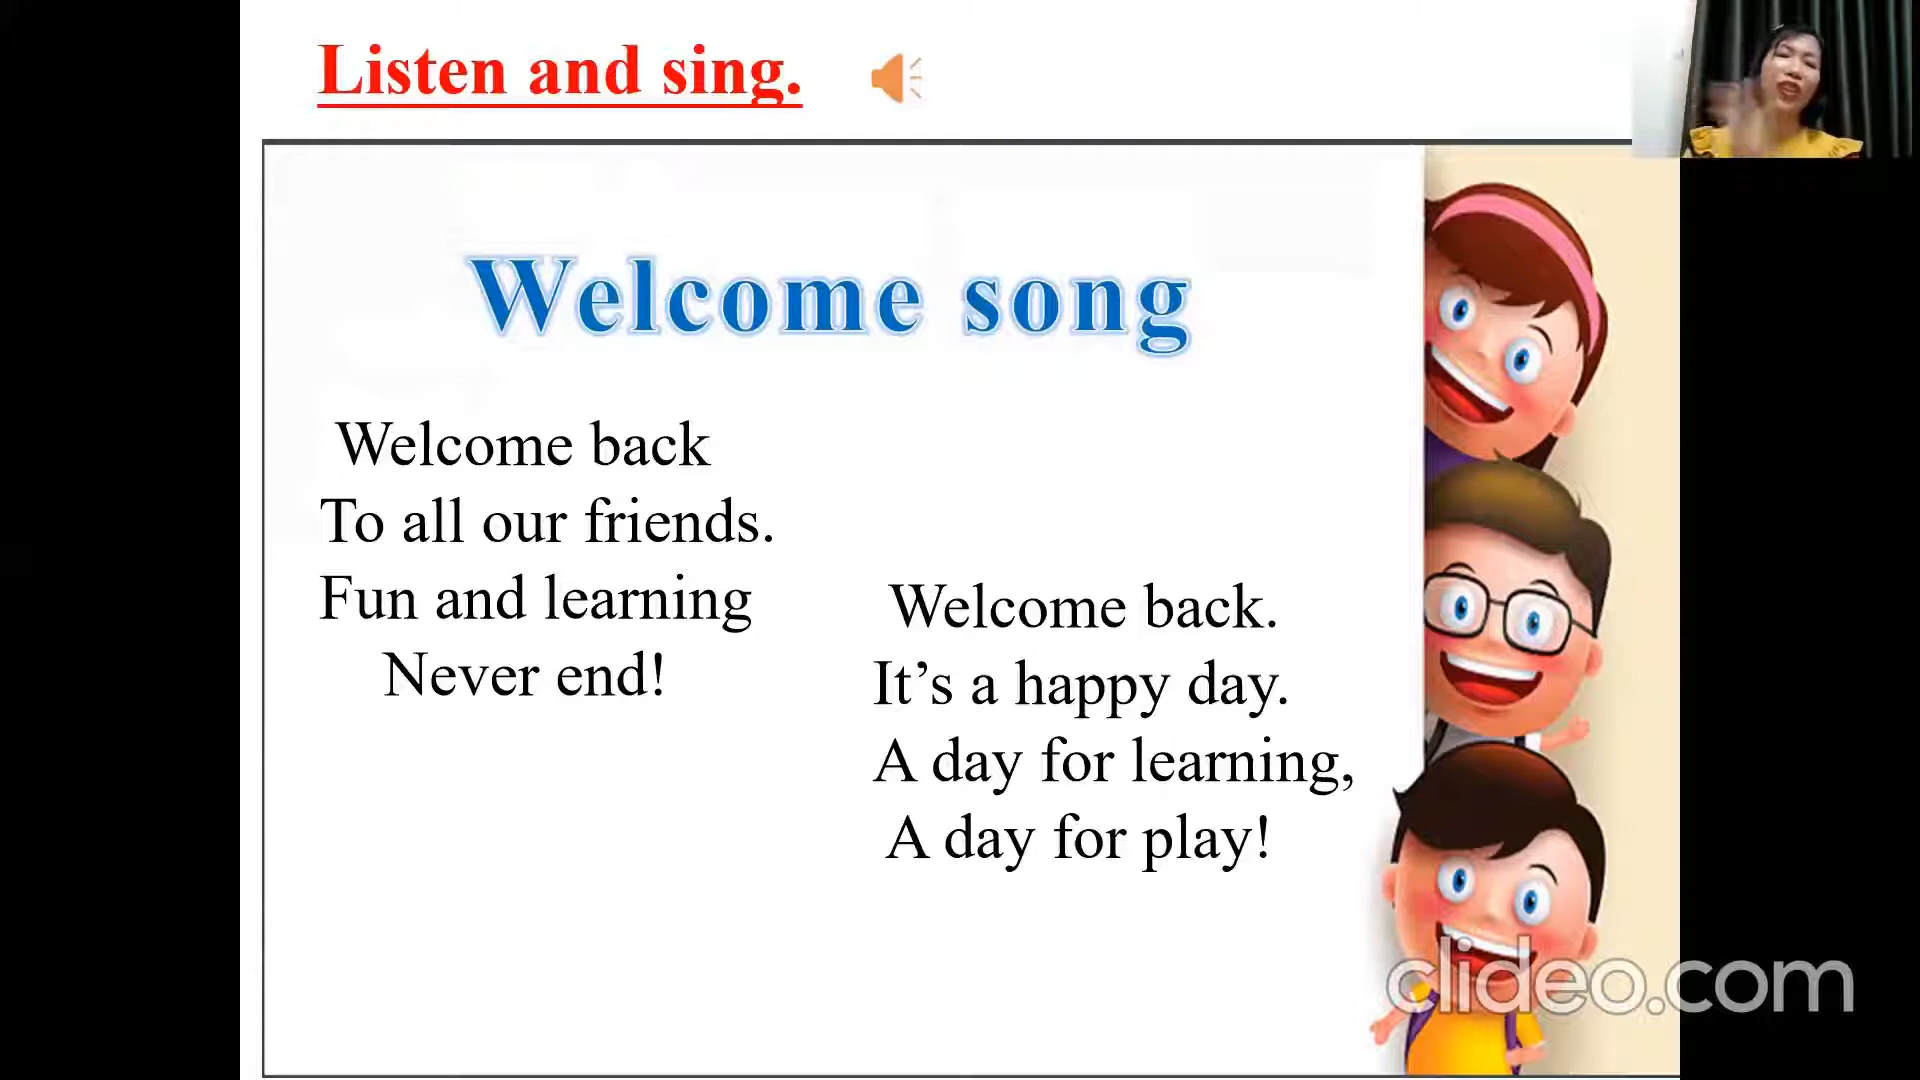 Listen and sing.
Welcome song
Welcome back
To all our friends.
Fun and learning
Never end!
Welcome back.
It’s a happy day.
A day for learning,
A day for play!
clideo.com